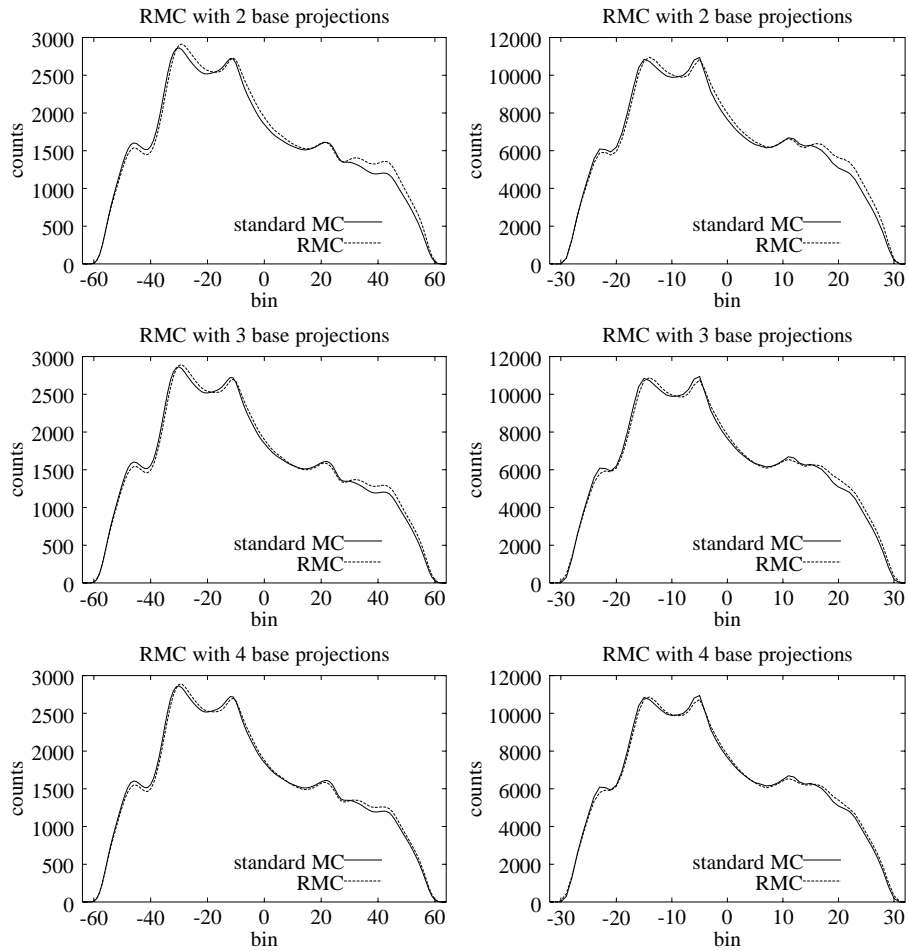 RMC with 2 base projections
3000
2500
2000
1500
1000
500
0
counts
standard MC
RMC
-60 -40 -20 0 20 40 60
bin
RMC with 2 base projections
12000
10000
8000
6000
4000
2000
0
counts
standard MC
RMC
-30 -20 -10 0 10 20 30
bin
RMC with 3 base projections
3000
2500
2000
1500
1000
500
0
counts
standard MC
RMC
-60 -40 -20 0 20 40 60
bin
RMC with 3 base projections
12000
10000
8000
6000
4000
2000
0
counts
standard MC
RMC
-30 -20 -10 0 10 20 30
bin
RMC with 4 base projections
3000
2500
2000
1500
1000
500
0
counts
standard MC
RMC
-60 -40 -20 0 20 40 60
bin
RMC with 4 base projections
12000
10000
8000
6000
4000
2000
0
counts
standard MC
RMC
-30 -20 -10 0 10 20 30
bin